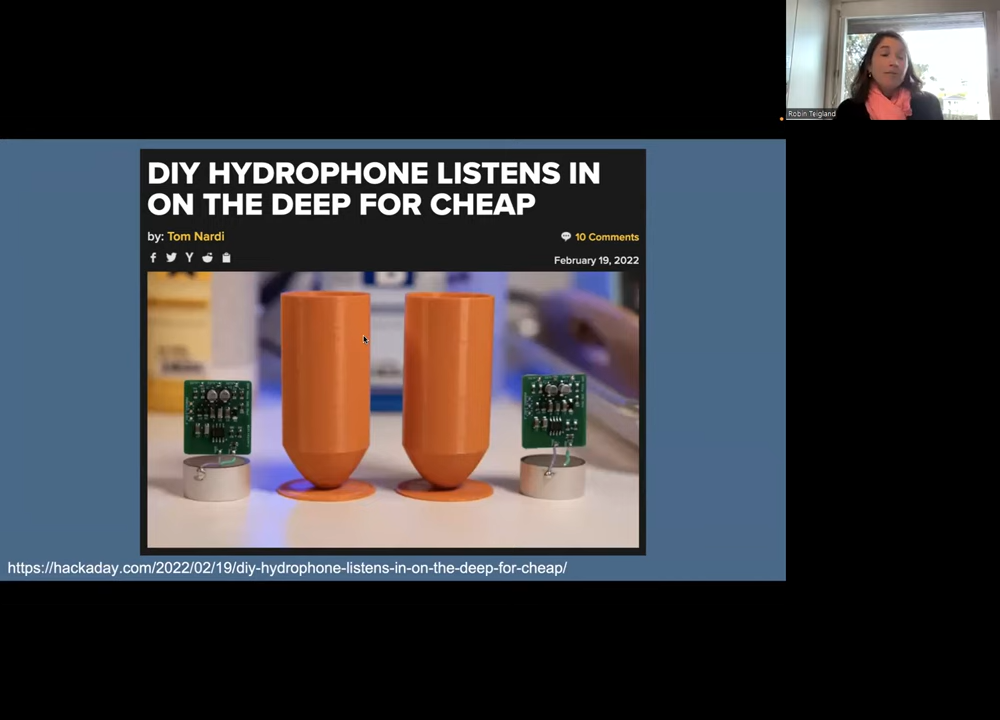 Robin Teigland
DIY HYDROPHONE LISTENS IN
ON THE DEEP FOR CHEAP
by: Tom Nardi
10 Comments
February 19, 2022
https://hackaday.com/2022/02/19/diy-hydrophone-listens-in-on-the-deep-for-cheap/